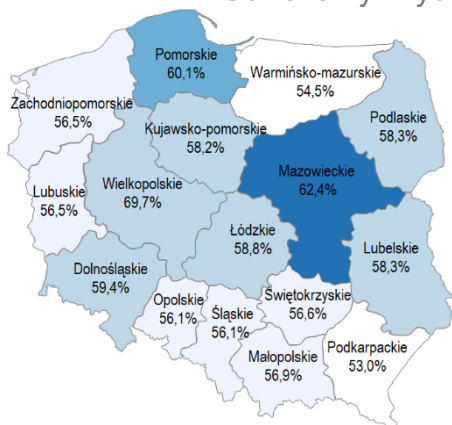 Pomorskie
60,1%
Warmińsko-mazurskie
54,5%
Zachodniopomorskie
56,5%
Kujawsko-pomorskie
58,2%
Podlaskie
58,3%
Mazowieckie
62,4%
Lubuskie
56,5%
Wielkopolskie
69,7%
Łódzkie
58,8%
Lubelskie
58,3%
Dolnośląskie
59,4%
Opolskie
56,1%
Śląskie
56,1%
Świętokrzyskie
56,6%
Małopolskie
56,9%
Podkarpackie
53,0%